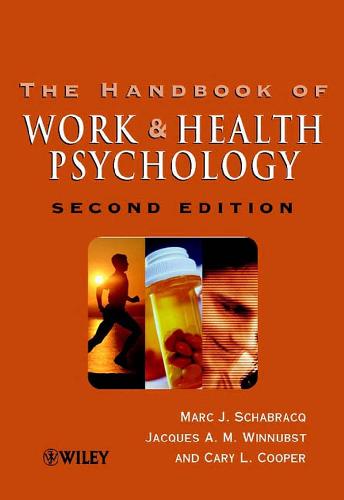 THE HANDBOOK OF
WORK & HEALTH
PSYCHOLOGY
SECOND EDITION
MARC J. SCHABRACQ
JACQUES A. M. WINNUBST
AND CARY L. COOPER
WILEY